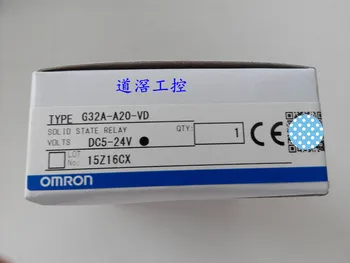 道滘工控
TYPE G32A-A20-VD
SOLID STATE RELAY
QTY: 1
VOLTS DC5-24V
LOT No. 15Z16CX
CE
OMRON